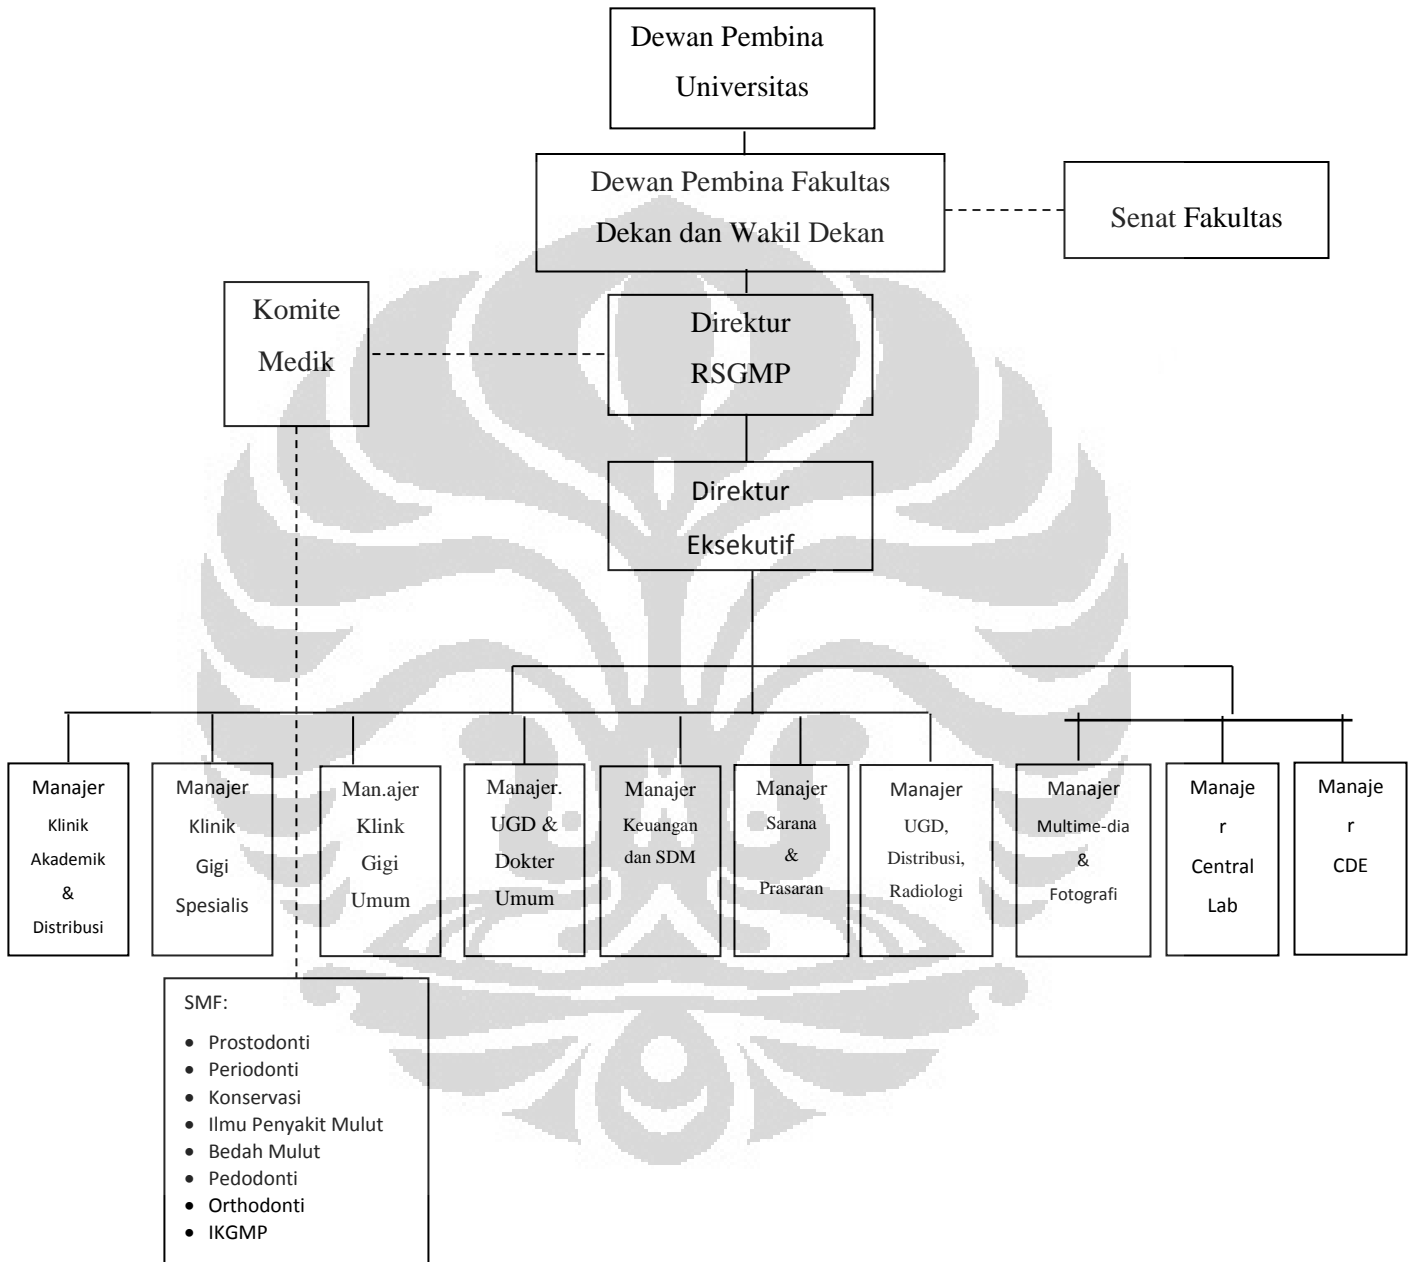 Dewan Pembina
Universitas
Dewan Pembina Fakultas
Dekan dan Wakil Dekan
Senat Fakultas
Komite
Medik
Direktur
RSGMP
Direktur
Eksekutif
Manajer
Klinik
Akademik
&
Distribusi
Manajer
Klinik
Gigi
Spesialis
Man.ajer
Klink
Gigi
Umum
Manajer.
UGD &
Dokter
Umum
Manajer
Keuangan
dan SDM
Manajer
Sarana
&
Prasaran
Manajer
UGD,
Distribusi,
Radiologi
Manajer
Multime-dia
&
Fotografi
Manaje
r
Central
Lab
Manaje
r
CDE
SMF:
• Prostodonti
• Periodonti
• Konservasi
• Ilmu Penyakit Mulut
• Bedah Mulut
• Pedodonti
• Orthodonti
• IKGMP